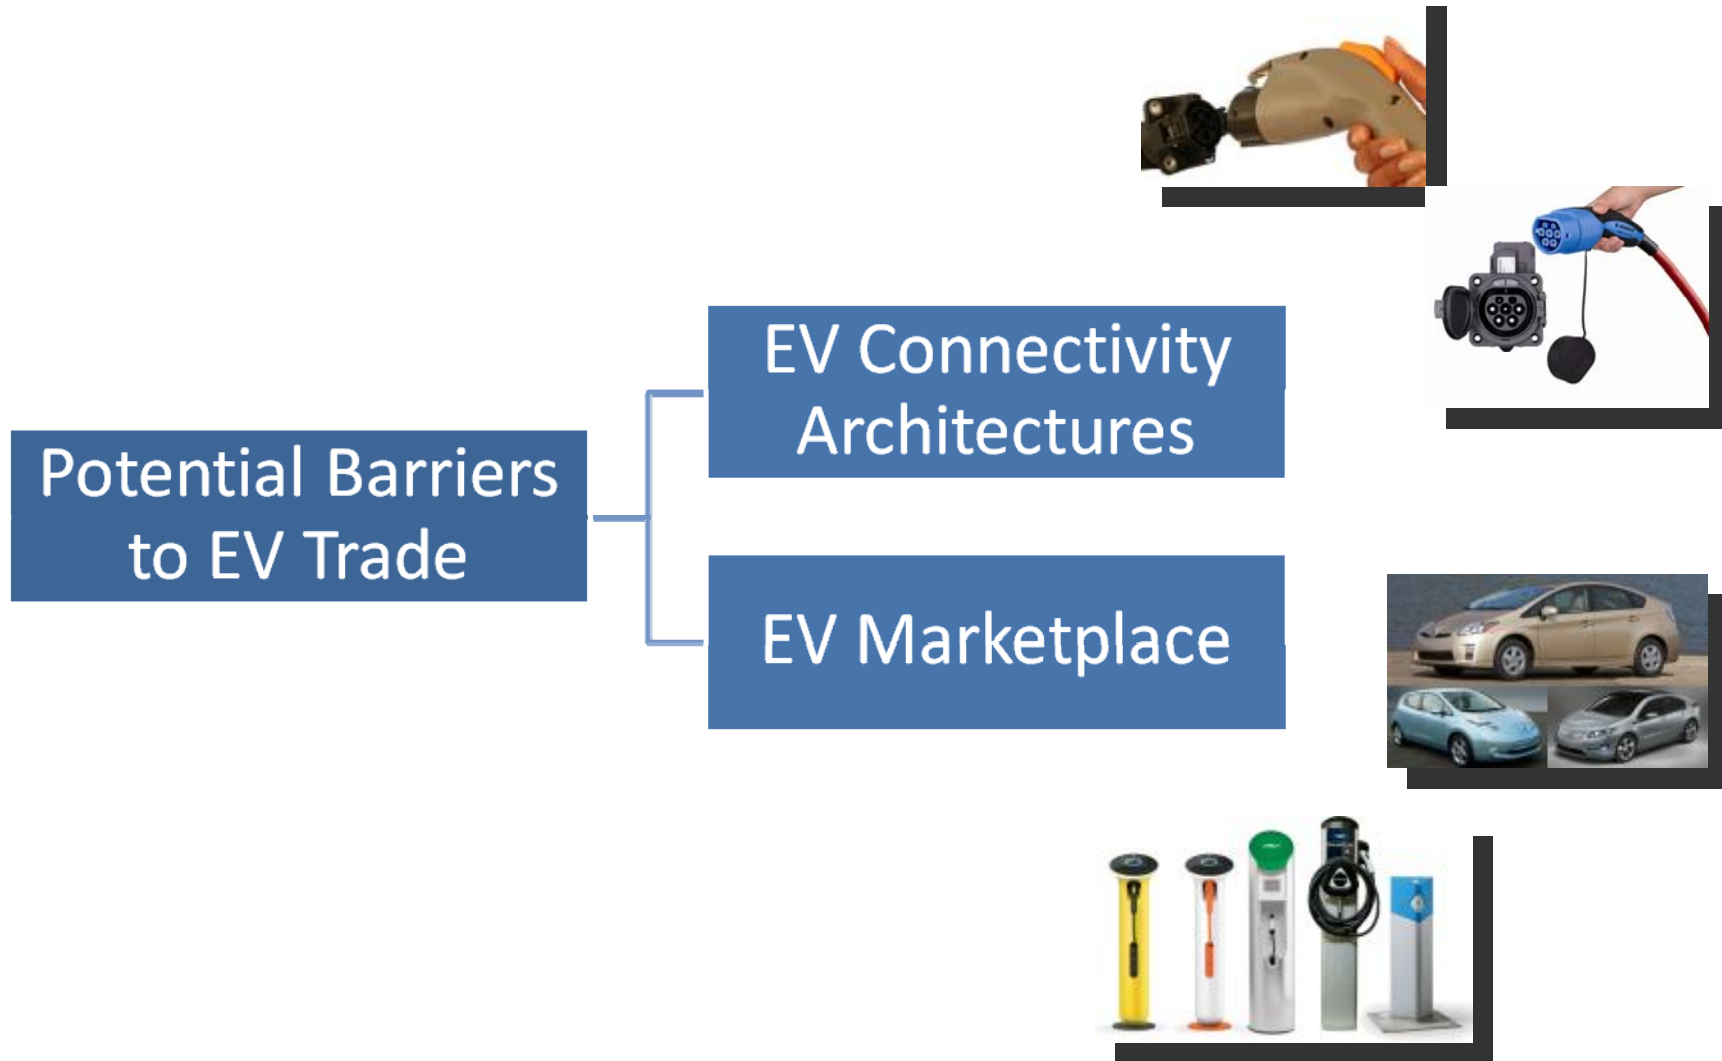 Potential Barriers
to EV Trade
EV Connectivity
Architectures
EV Marketplace